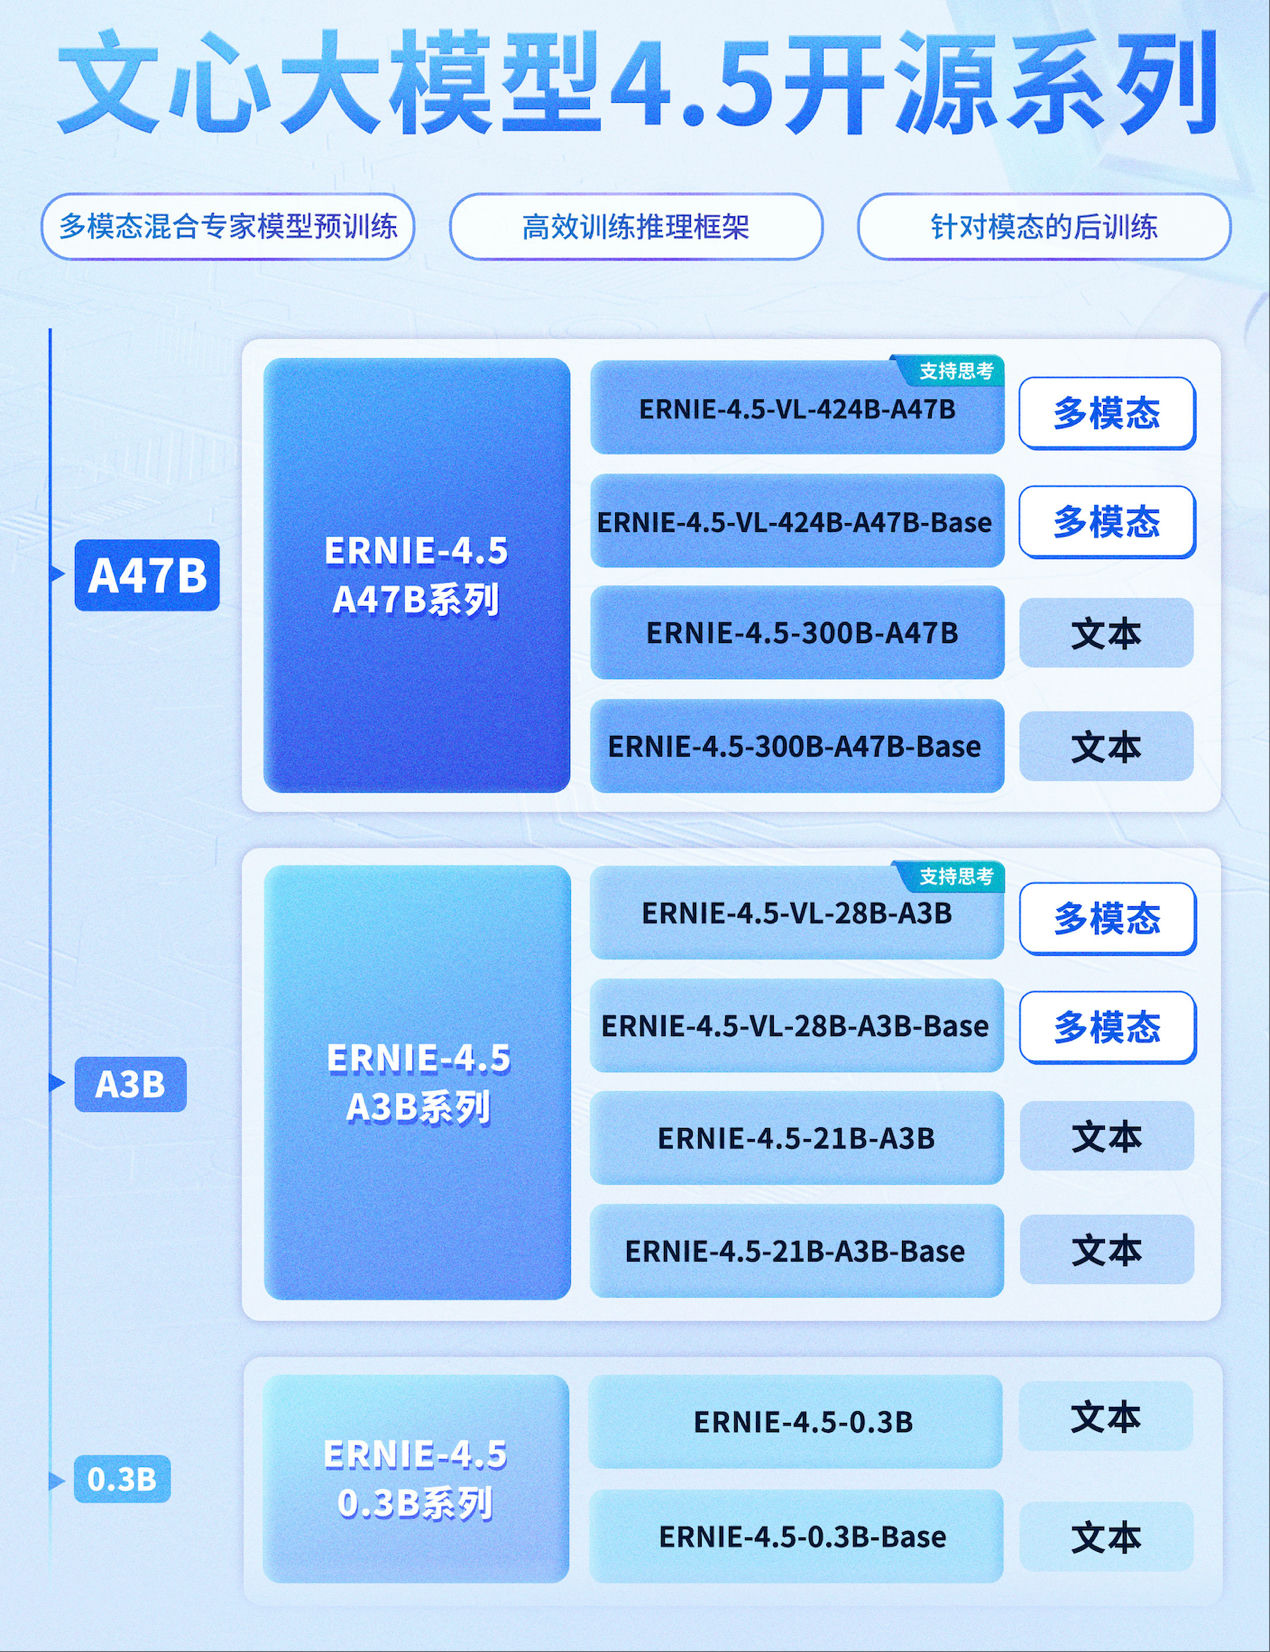 文心大模型4.5开源系列
多模态混合专家模型预训练
高效训练推理框架
针对模态的后训练
A47B
ERNIE-4.5
A47B系列
支持思考
ERNIE-4.5-VL-424B-A47B
多模态
ERNIE-4.5-VL-424B-A47B-Base
多模态
ERNIE-4.5-300B-A47B
文本
ERNIE-4.5-300B-A47B-Base
文本
A3B
ERNIE-4.5
A3B系列
支持思考
ERNIE-4.5-VL-28B-A3B
多模态
ERNIE-4.5-VL-28B-A3B-Base
多模态
ERNIE-4.5-21B-A3B
文本
ERNIE-4.5-21B-A3B-Base
文本
0.3B
ERNIE-4.5
0.3B系列
ERNIE-4.5-0.3B
文本
ERNIE-4.5-0.3B-Base
文本